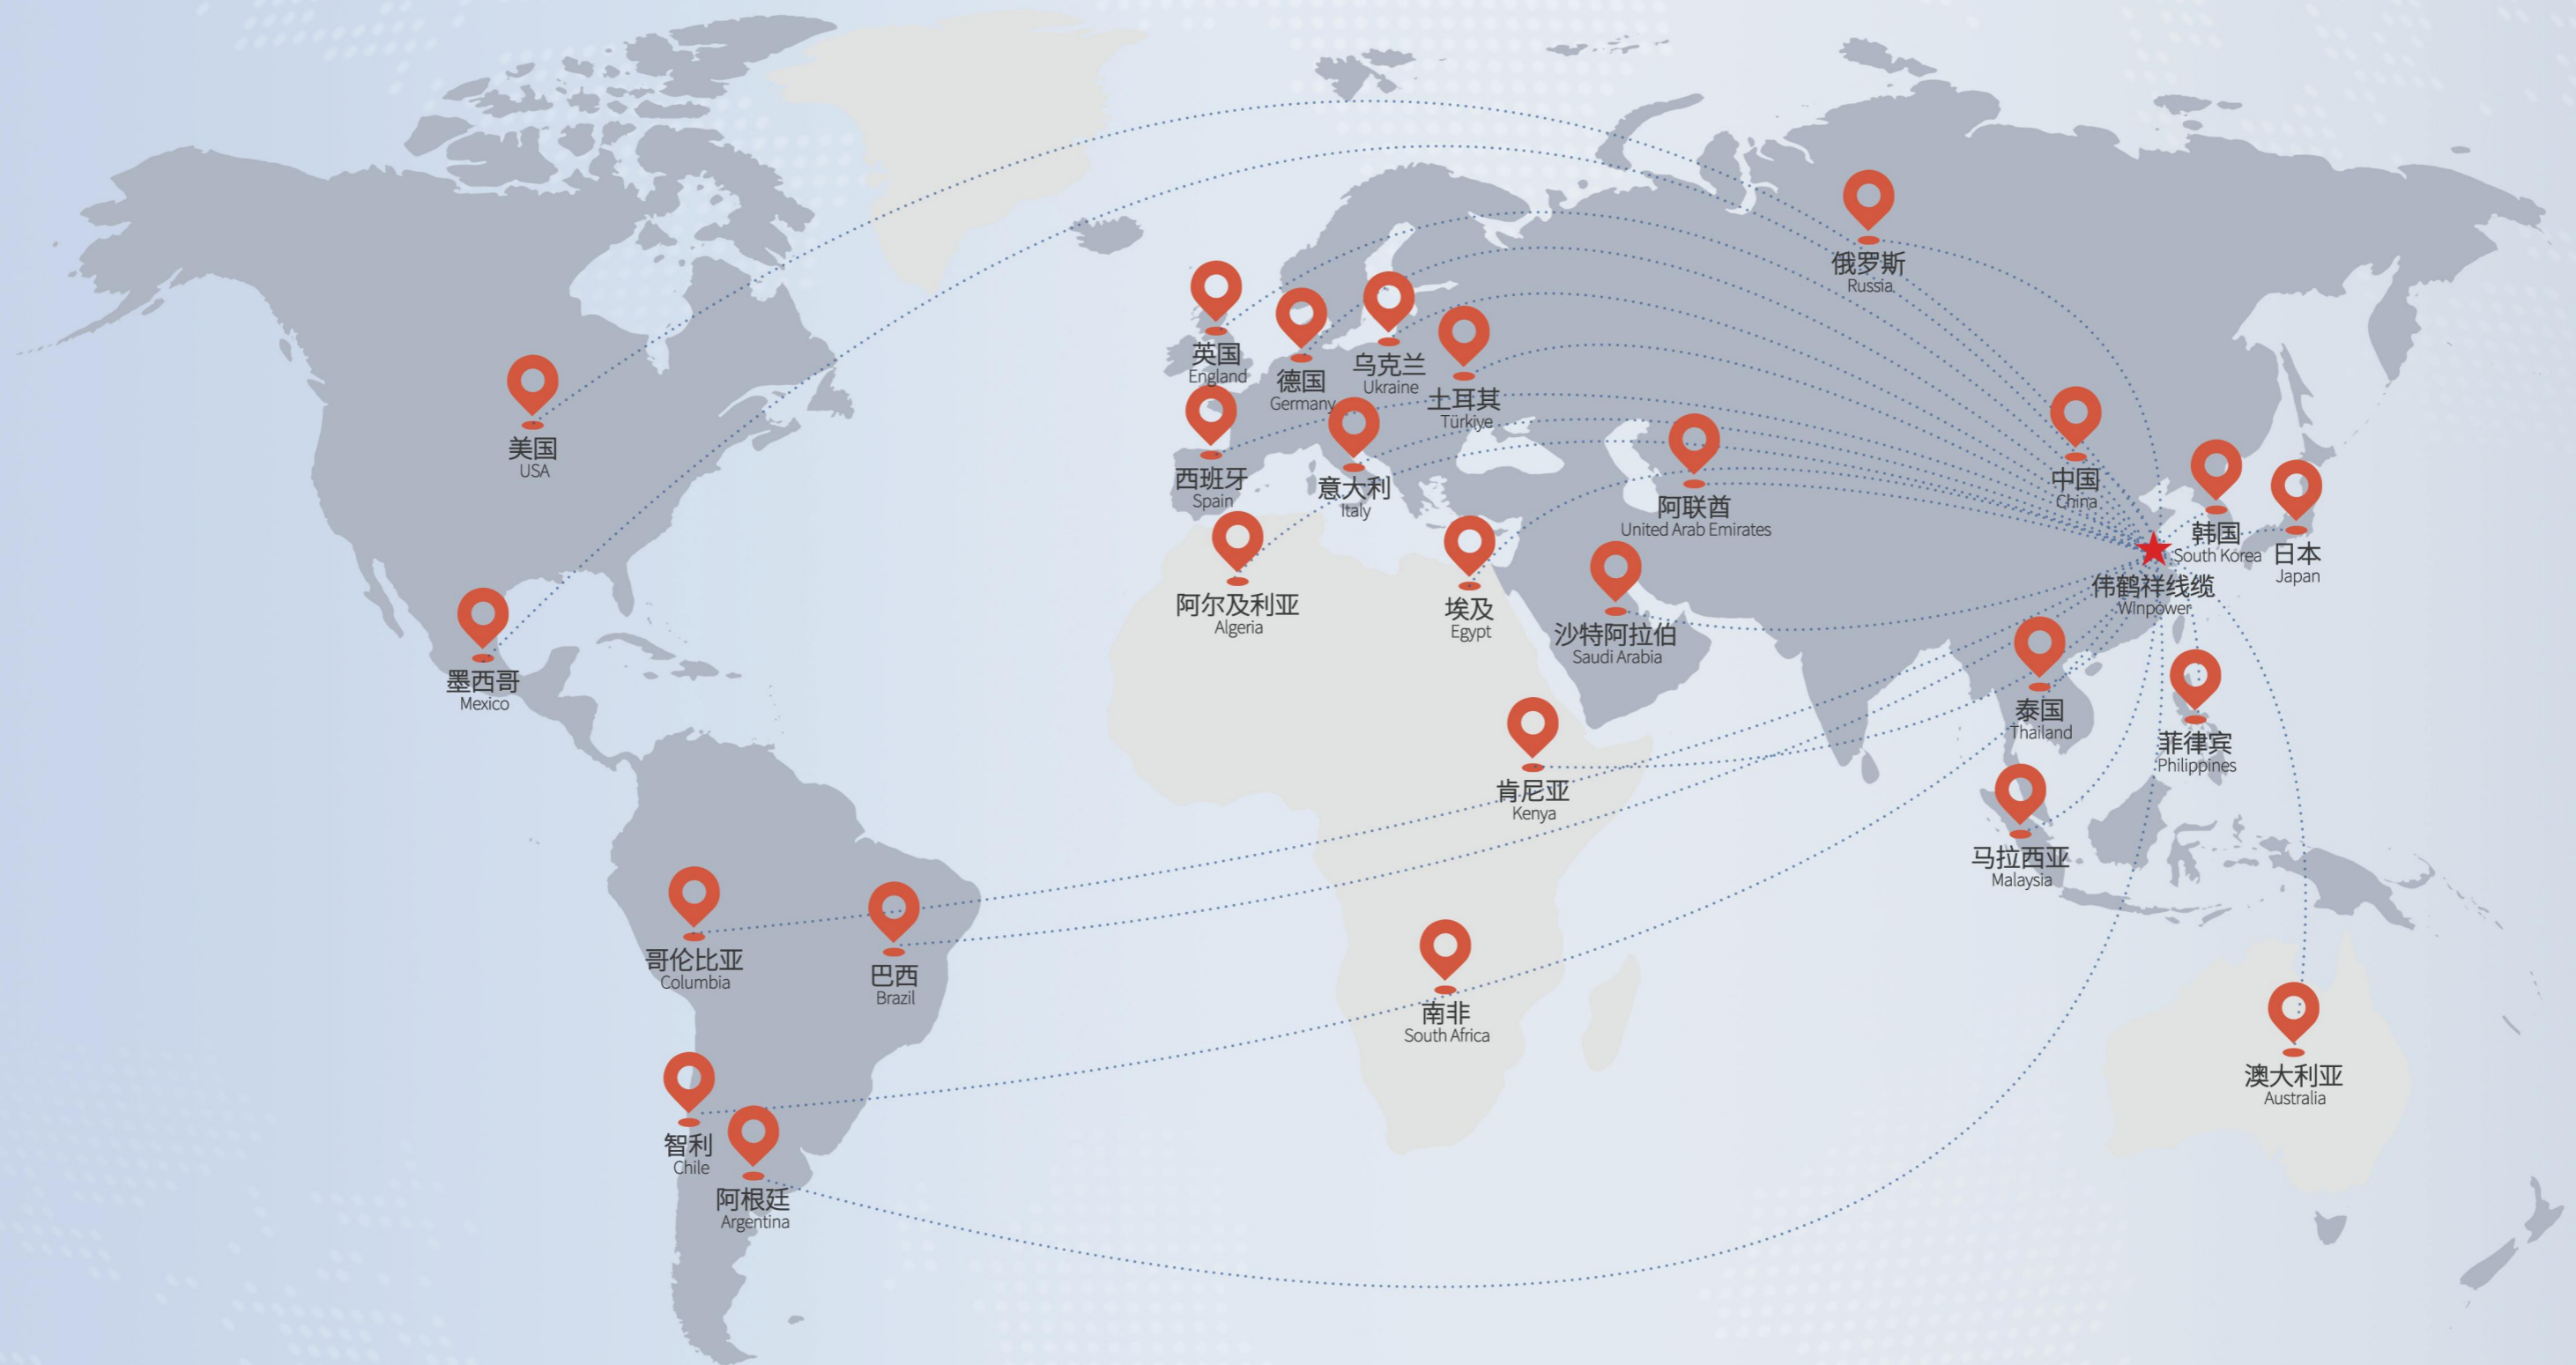 俄罗斯
Russia
英国
England
德国
Germany
乌克兰
Ukraine
土耳其
Türkiye
美国
USA
西班牙
Spain
意大利
Italy
阿联酋
United Arab Emirates
中国
China
韩国
South Korea
日本
Japan
伟鹤祥线缆
Winpower
阿尔及利亚
Algeria
埃及
Egypt
沙特阿拉伯
Saudi Arabia
墨西哥
Mexico
泰国
Thailand
菲律宾
Philippines
肯尼亚
Kenya
马拉西亚
Malaysia
哥伦比亚
Columbia
巴西
Brazil
南非
South Africa
澳大利亚
Australia
智利
Chile
阿根廷
Argentina